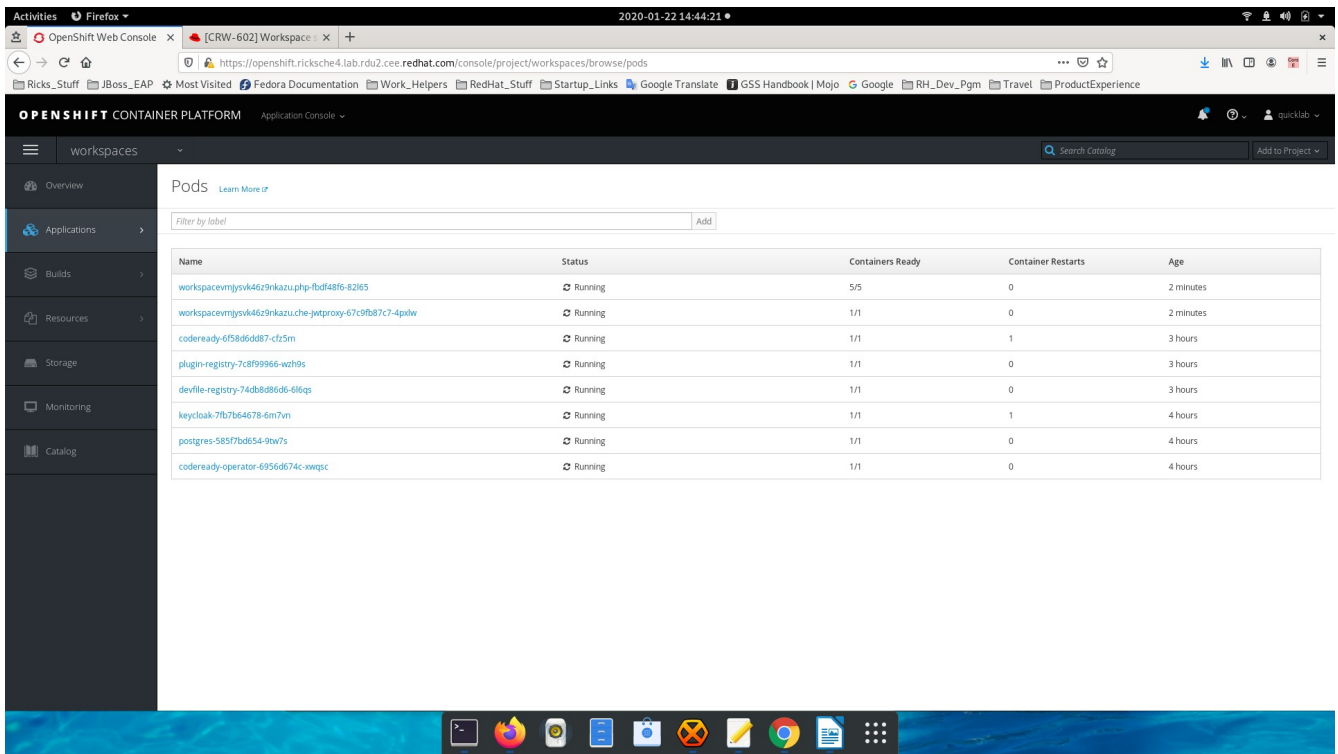 Activities Firefox 2020-01-22 14:44:21
OpenShift Web Console [CRW-602] Workspace s
https://openshift.ricksche4.lab.rdu2.cee.redhat.com/console/project/workspaces/browse/pods
Ricks_Stuff JBoss_EAP Most Visited Fedora Documentation Work_Helpers RedHat_Stuff Startup_Links Google Translate GSS Handbook | Mojo Google RH_Dev_Pgm Travel ProductExperience
OPENSHIFT CONTAINER PLATFORM Application Console quicklab
workspaces Search Catalog Add to Project
Overview
Applications
Builds
Resources
Storage
Monitoring
Catalog
Pods Learn More
Filter by label Add
Name Status Containers Ready Container Restarts Age
workspacevmjysvk46z9nkazu.php-fbdf48f6-82l65 Running 5/5 0 2 minutes
workspacevmjysvk46z9nkazu.che-jwtproxy-67c9fb87c7-4pxlw Running 1/1 0 2 minutes
codeready-6f58d6dd87-cfz5m Running 1/1 1 3 hours
plugin-registry-7c8f99966-wzh9s Running 1/1 0 3 hours
devfile-registry-74db8d86d6-6l6qs Running 1/1 0 3 hours
keycloak-7fb7b64678-6m7vn Running 1/1 1 4 hours
postgres-585f7bd654-9tw7s Running 1/1 0 4 hours
codeready-operator-6956d674c-xwqsc Running 1/1 0 4 hours